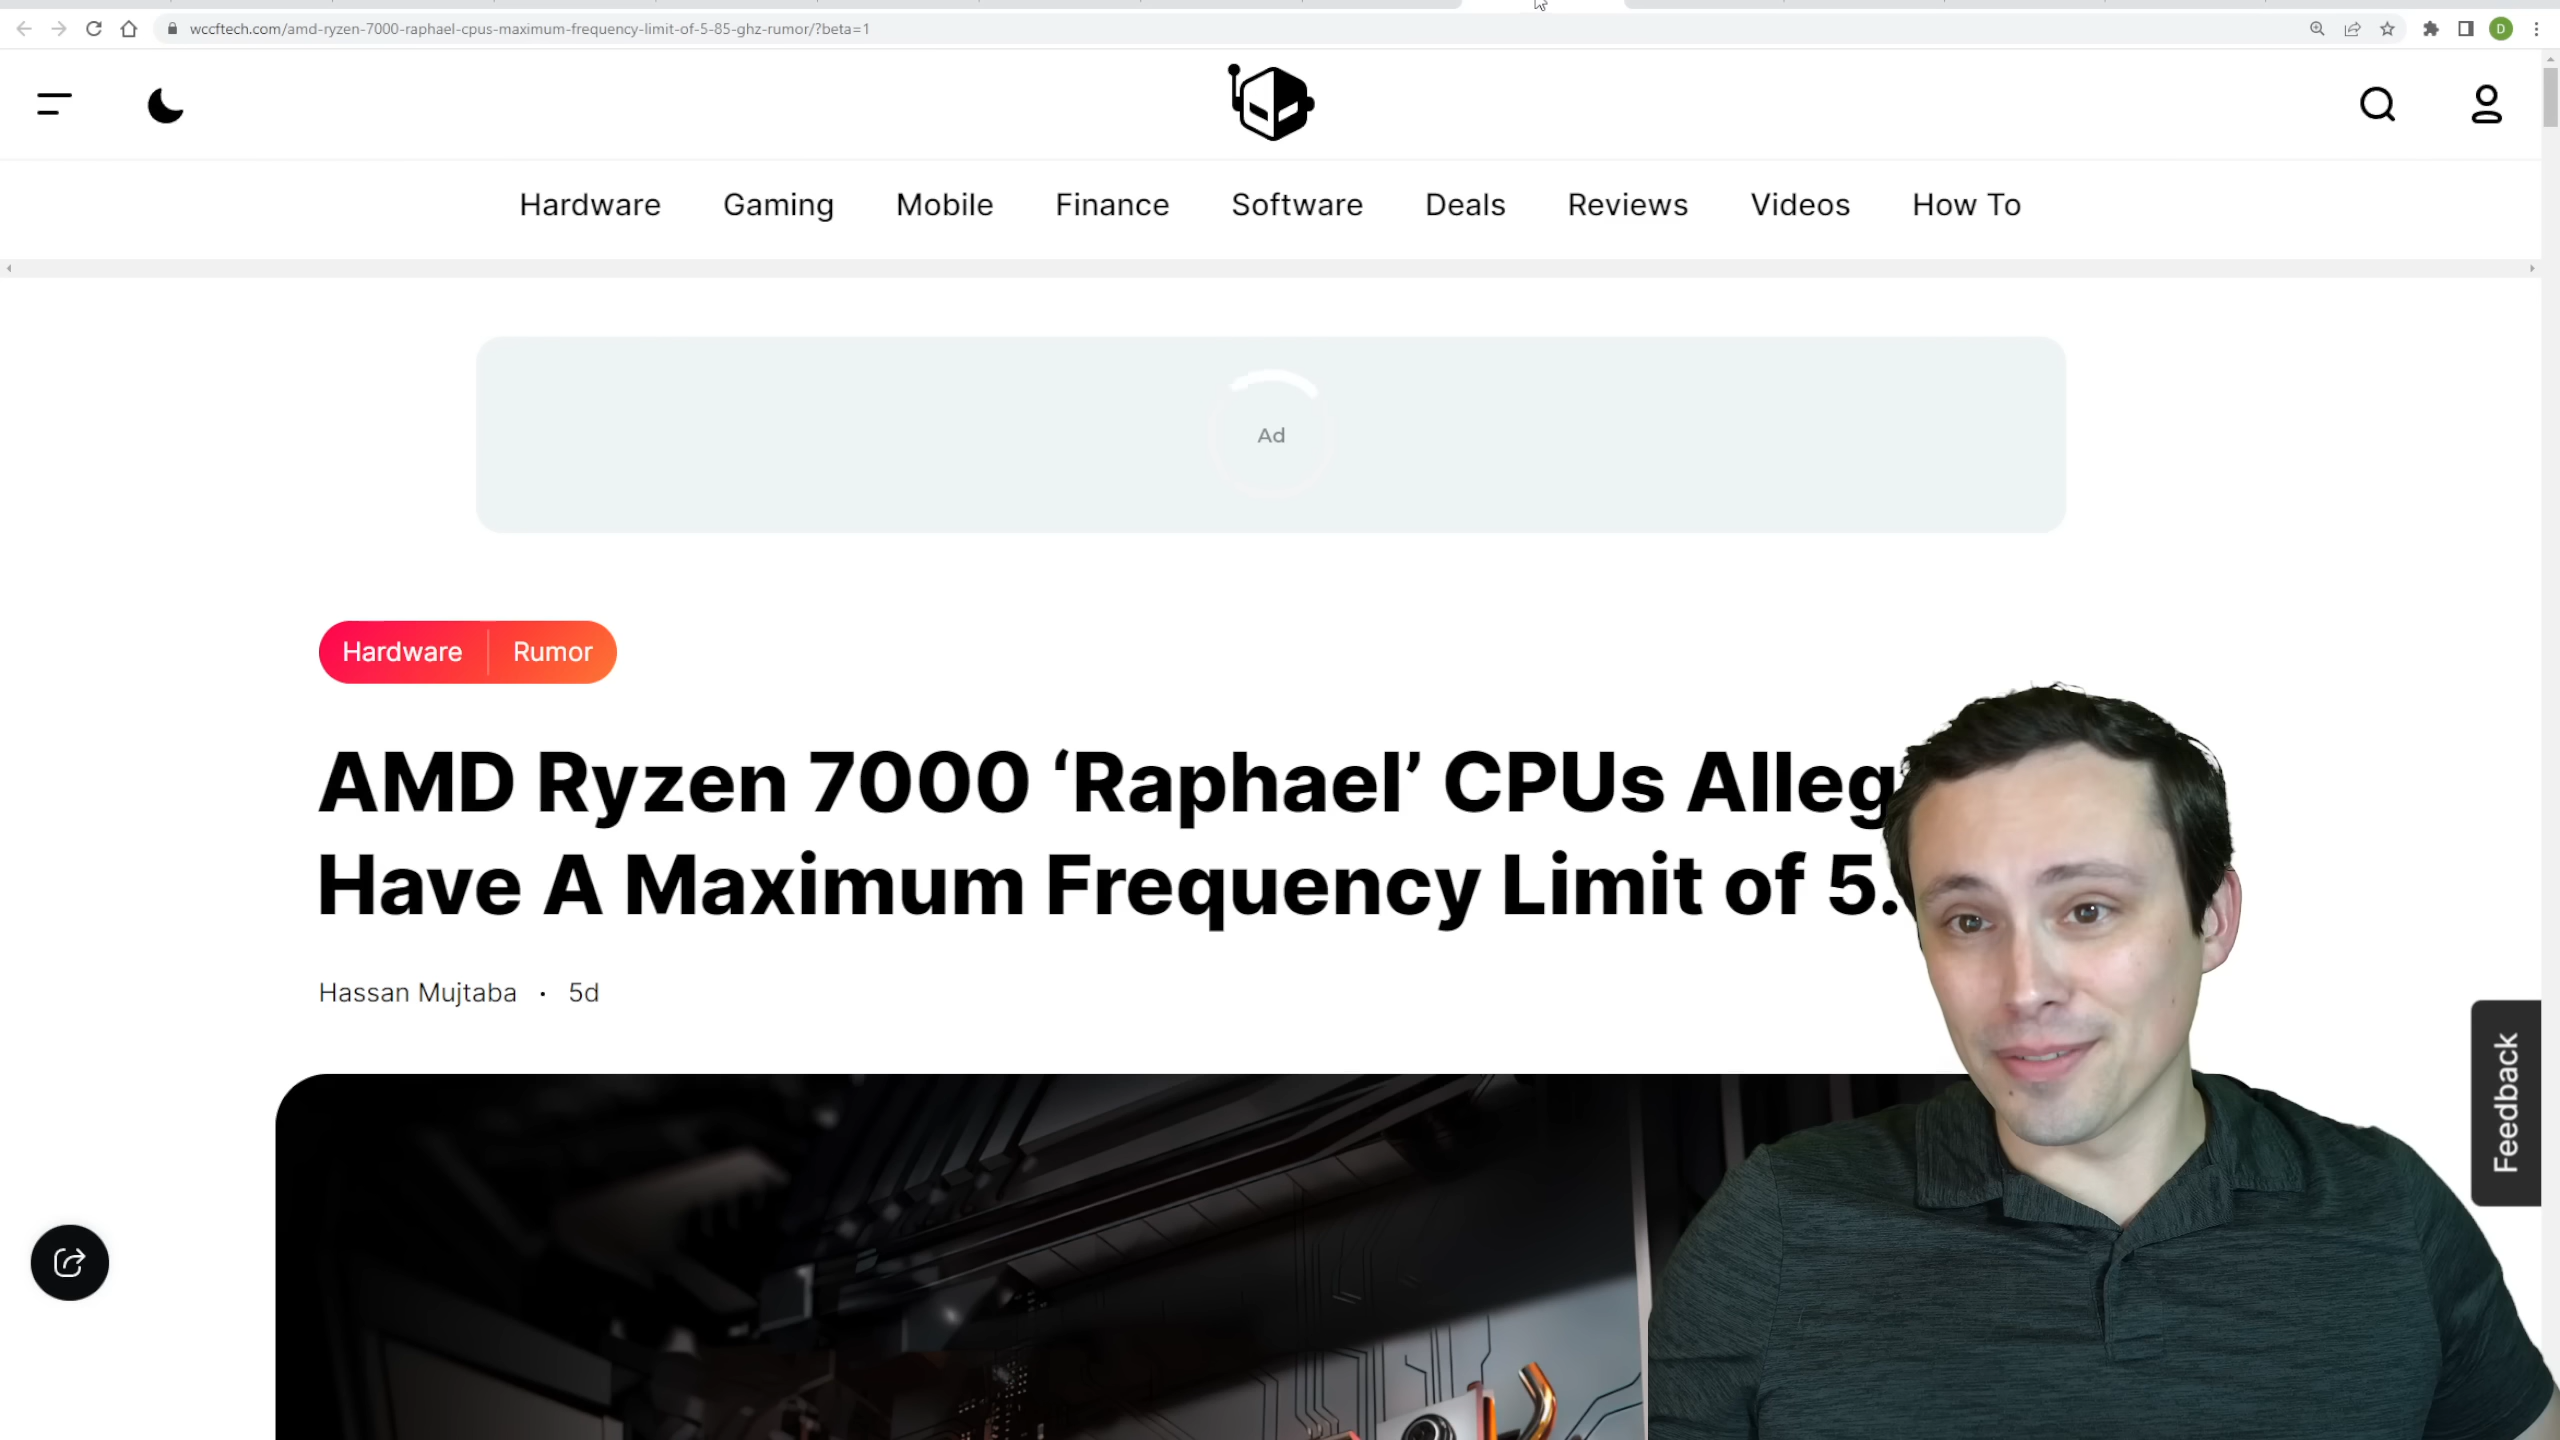 wccftech.com/amd-ryzen-7000-raphael-cpus-maximum-frequency-limit-of-5-85-ghz-rumor/?beta=1
D
Hardware Gaming Mobile Finance Software Deals Reviews Videos How To
Ad
Hardware Rumor
AMD Ryzen 7000 ‘Raphael’ CPUs Alleg
Have A Maximum Frequency Limit of 5.
Hassan Mujtaba · 5d
Feedback